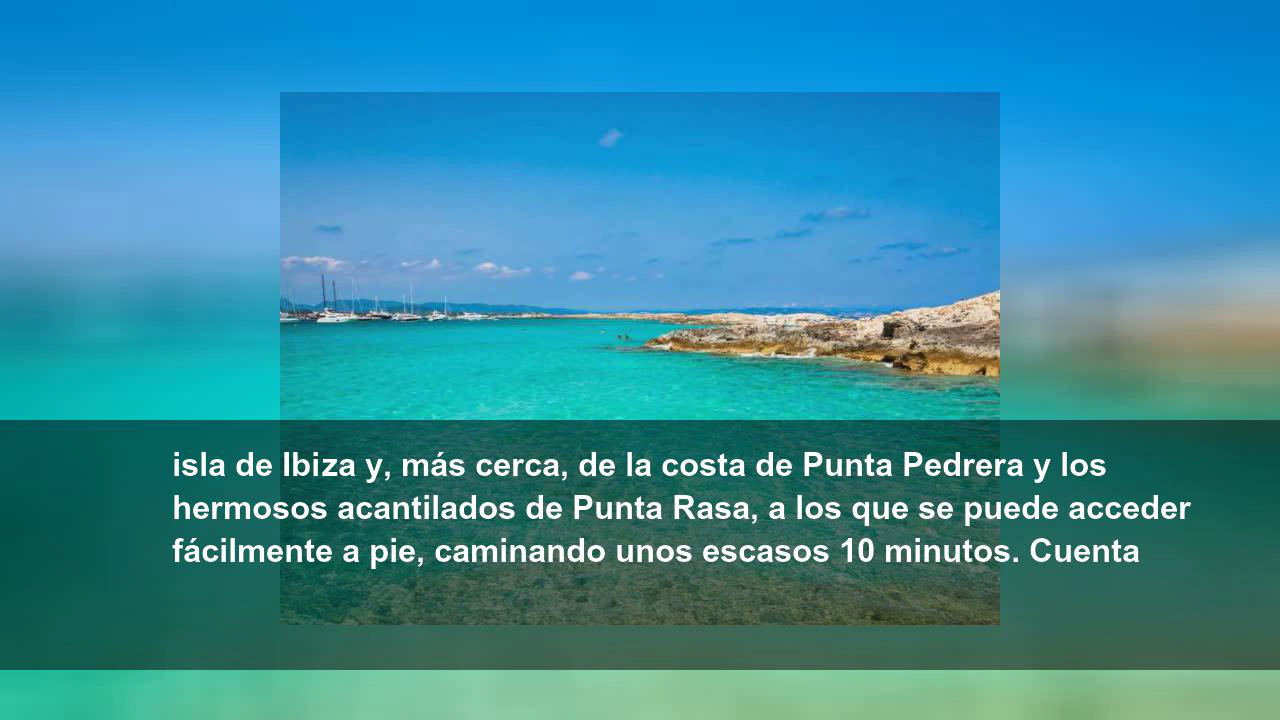 isla de Ibiza y, más cerca, de la costa de Punta Pedrera y los
hermosos acantilados de Punta Rasa, a los que se puede acceder
fácilmente a pie, caminando unos escasos 10 minutos. Cuenta